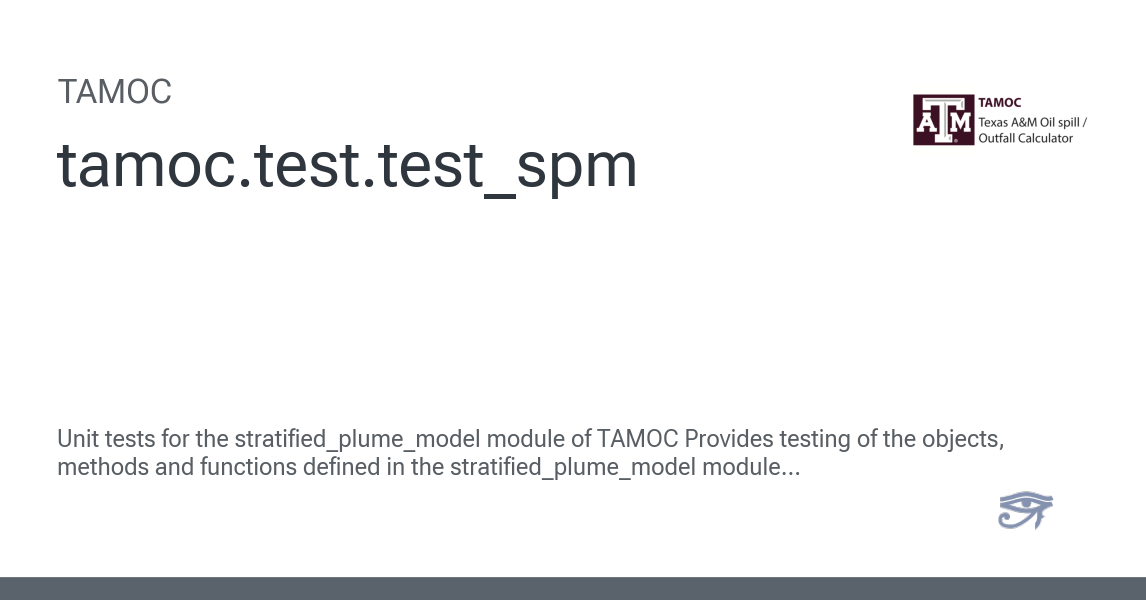 TAMOC
tamoc.test.test_spm
ATM
TAMOC
Texas A&M Oil spill /
Outfall Calculator
Unit tests for the stratified_plume_model module of TAMOC Provides testing of the objects,
methods and functions defined in the stratified_plume_model module...